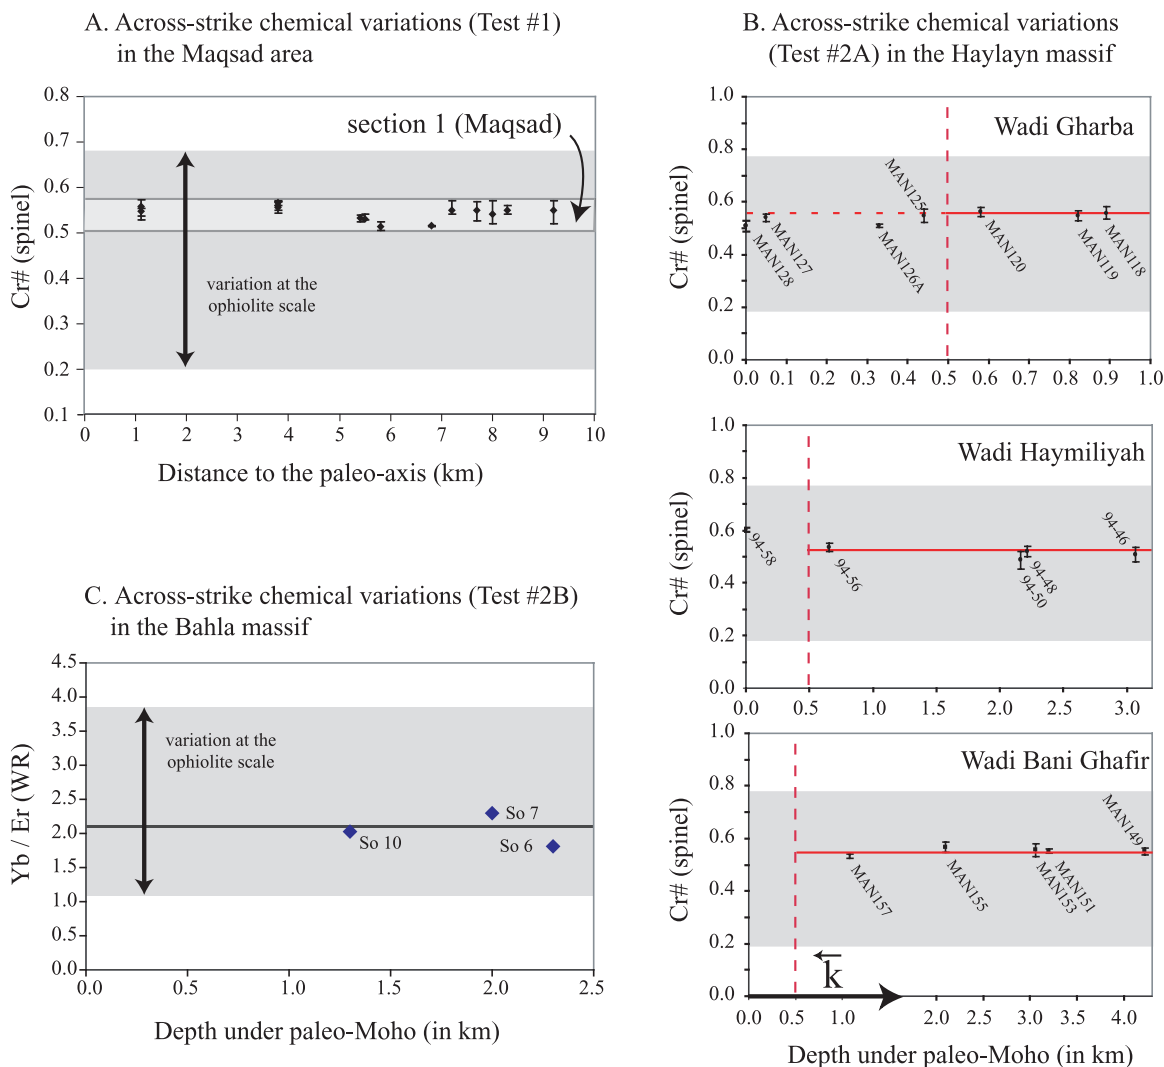 A. Across-strike chemical variations (Test #1)
in the Maqsad area
0.8
0.7
0.6
0.5
0.4
0.3
0.2
0.1
Cr# (spinel)
section 1 (Maqsad)
variation at the
ophiolite scale
0 1 2 3 4 5 6 7 8 9 10
Distance to the paleo-axis (km)
C. Across-strike chemical variations (Test #2B)
in the Bahla massif
4.5
4.0
3.5
3.0
2.5
2.0
1.5
1.0
0.5
0.0
Yb / Er (WR)
variation at the
ophiolite scale
So 7
So 10
So 6
0.0 0.5 1.0 1.5 2.0 2.5
Depth under paleo-Moho (in km)
B. Across-strike chemical variations
(Test #2A) in the Haylayn massif
1.0
0.8
0.6
0.4
0.2
0.0
Cr# (spinel)
Wadi Gharba
MAN128
MAN127
MAN126A
MAN125
MAN120
MAN119
MAN118
0.0 0.1 0.2 0.3 0.4 0.5 0.6 0.7 0.8 0.9 1.0
1.0
0.8
0.6
0.4
0.2
0.0
Cr# (spinel)
Wadi Haymiliyah
94-58
94-56
94-50
94-48
94-46
0.0 0.5 1.0 1.5 2.0 2.5 3.0
1.0
0.8
0.6
0.4
0.2
0.0
Cr# (spinel)
Wadi Bani Ghafir
MAN157
MAN155
MAN153
MAN151
MAN149
k
0.0 0.5 1.0 2.0 2.5 3.0 3.5 4.0
Depth under paleo-Moho (in km)